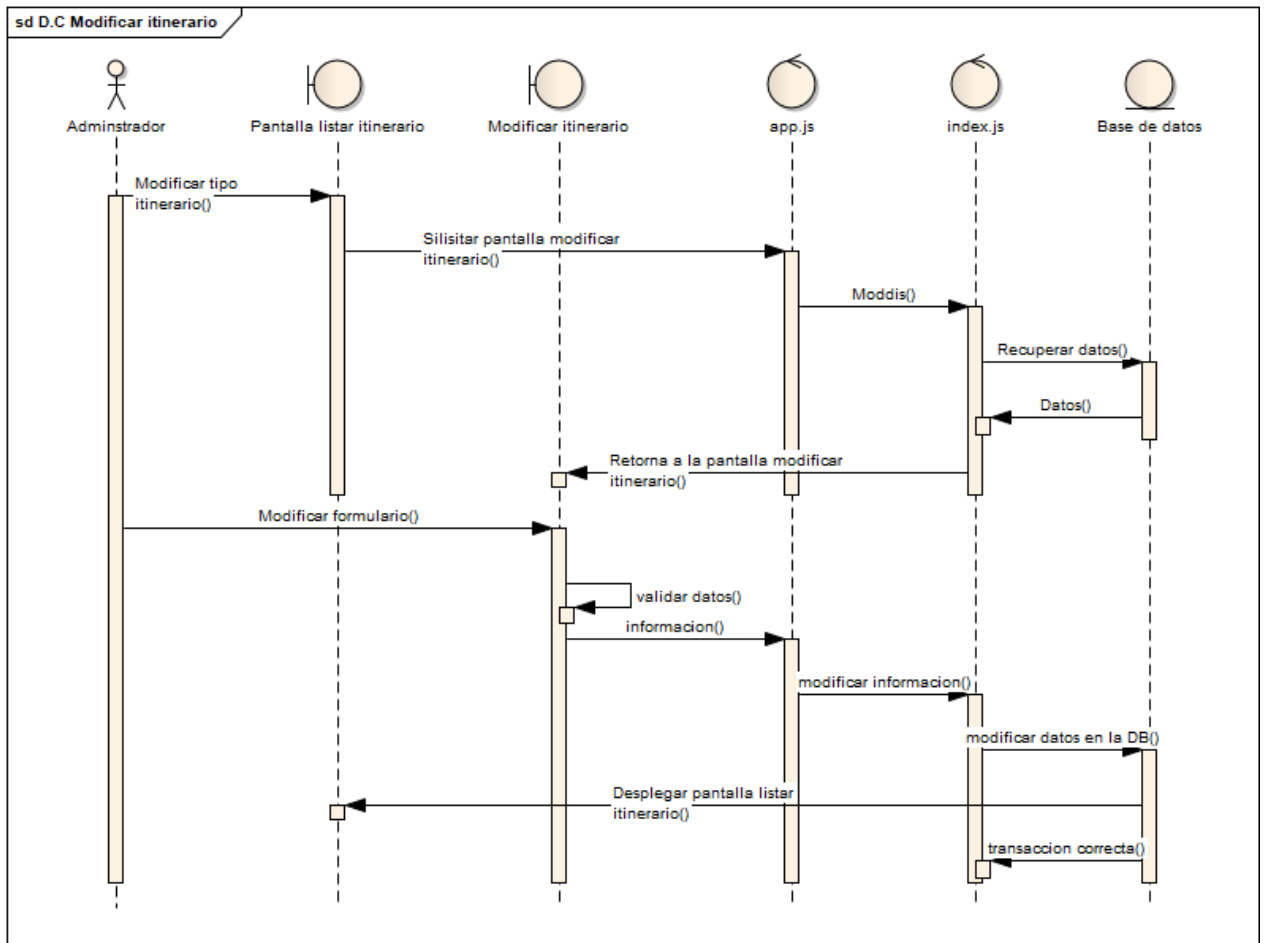 sd D.C Modificar itinerario
Adminstrador
Pantalla listar itinerario
Modificar itinerario
app.js
index.js
Base de datos
Modificar tipo
itinerario()
Silisitar pantalla modificar
itinerario()
Moddis()
Recuperar datos()
Datos()
Retorna a la pantalla modificar
itinerario()
Modificar formulario()
validar datos()
informacion()
modificar informacion()
modificar datos en la DB()
Desplegar pantalla listar
itinerario()
transaccion correcta()